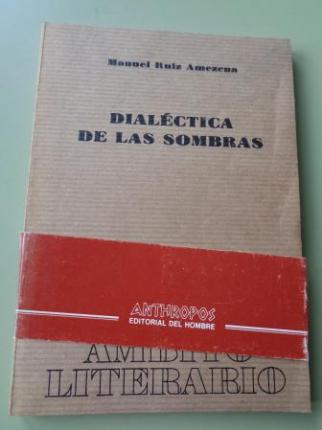 Manuel Ruiz Amezcua
DIALÉCTICA
DE LAS SOMBRAS
ANTHROPOS
EDITORIAL DEL HOMBRE
ÁMBITO
LITERARIO